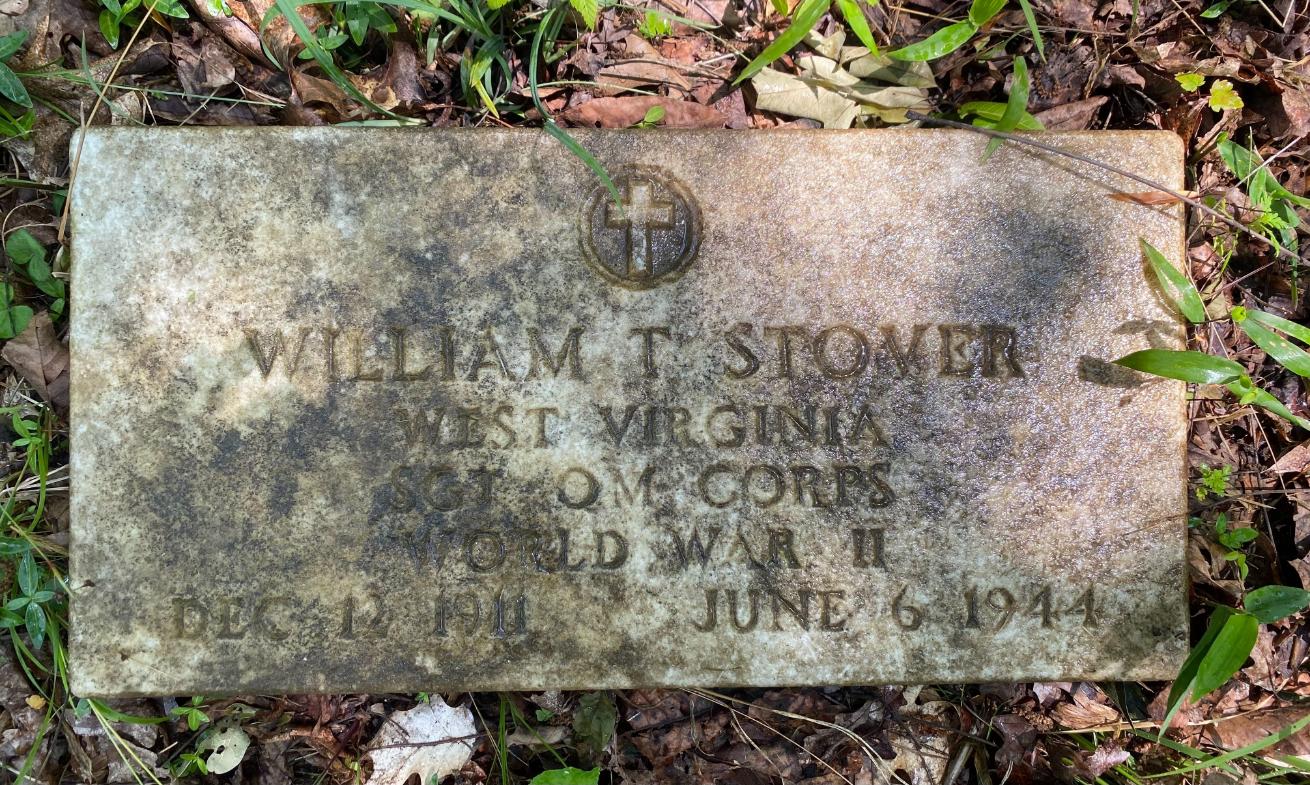 WILLIAM T STOVER
WEST VIRGINIA
SGT QM CORPS
WORLD WAR II
DEC 12 1911 JUNE 6 1944